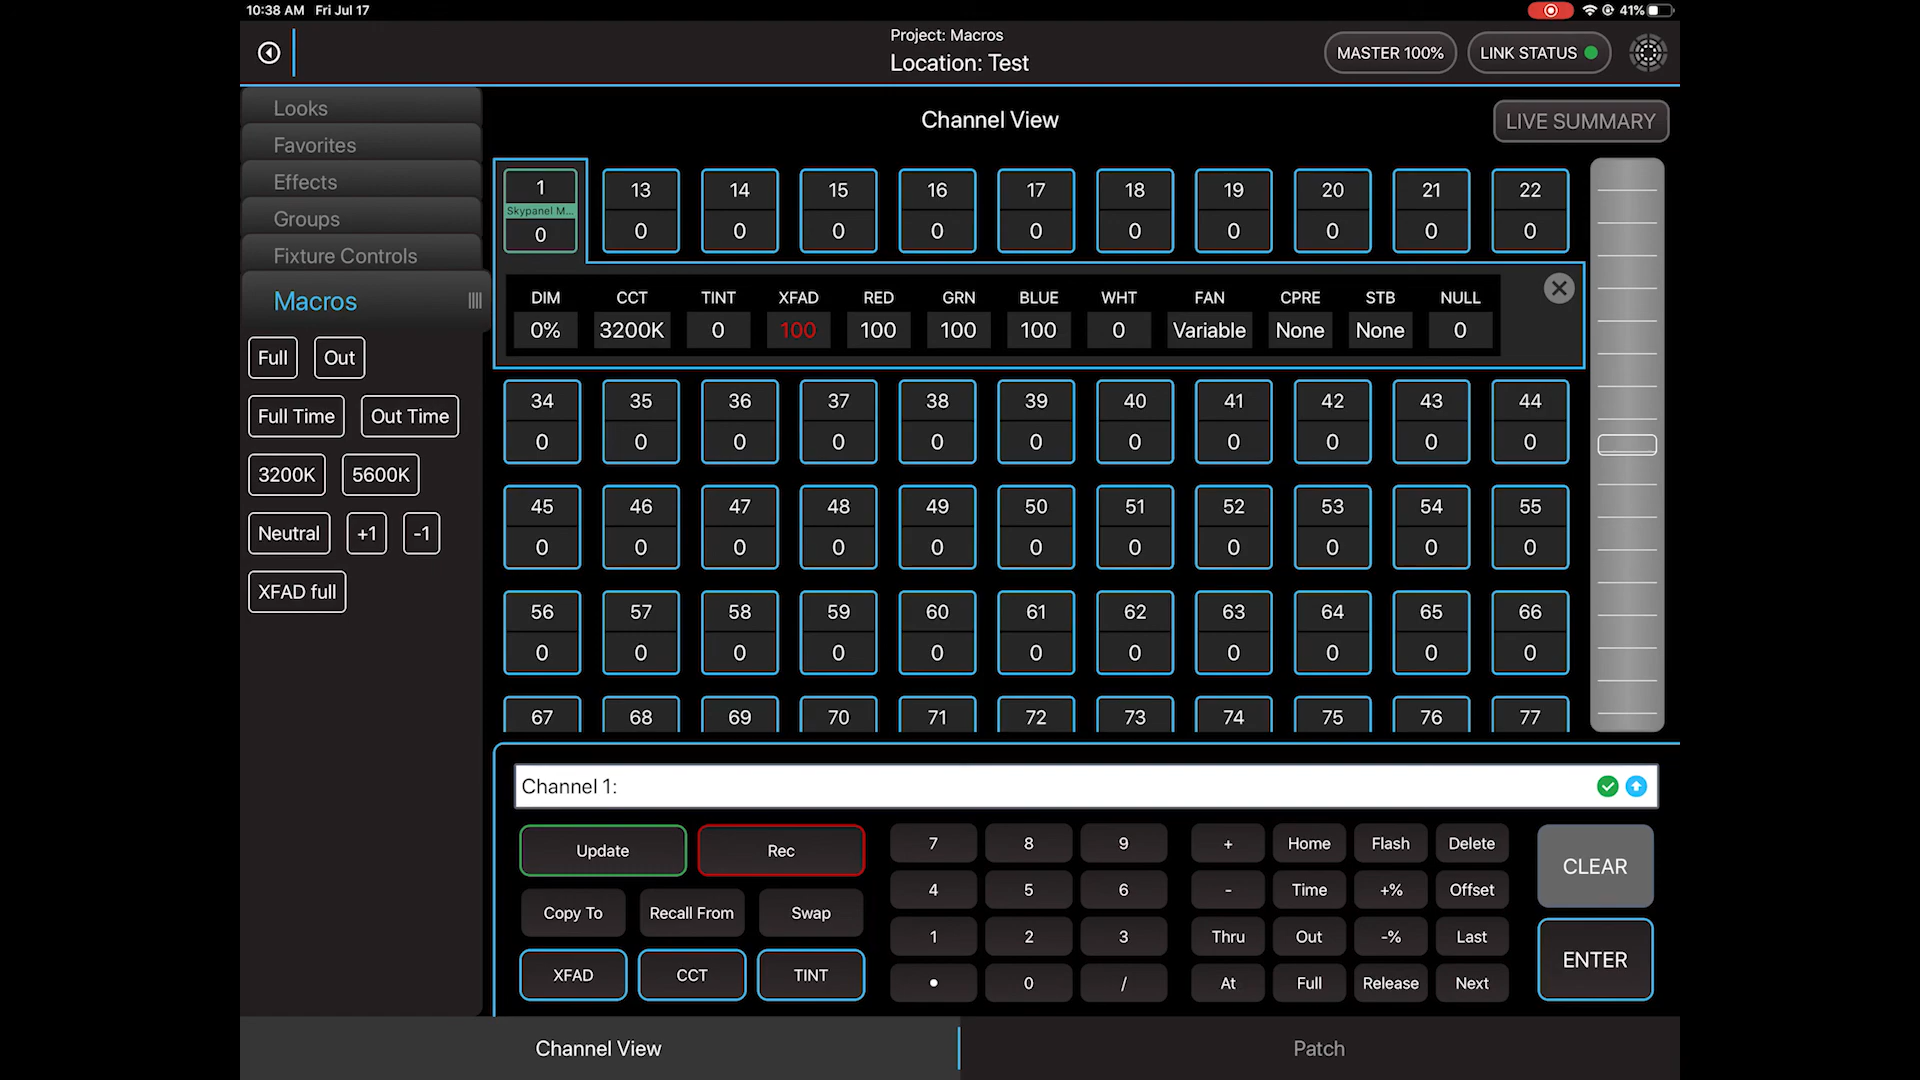 10:38 AM Fri Jul 17
41%
Project: Macros
Location: Test
MASTER 100%
LINK STATUS
Looks
Favorites
Effects
Groups
Fixture Controls
Macros
Full Out
Full Time Out Time
3200K 5600K
Neutral +1 -1
XFAD full
Channel View
LIVE SUMMARY
1 13 14 15 16 17 18 19 20 21 22
Skypanel M...
0 0 0 0 0 0 0 0 0 0 0
DIM CCT TINT XFAD RED GRN BLUE WHT FAN CPRE STB NULL
0% 3200K 0 100 100 100 100 0 Variable None None 0
34 35 36 37 38 39 40 41 42 43 44
0 0 0 0 0 0 0 0 0 0 0
45 46 47 48 49 50 51 52 53 54 55
0 0 0 0 0 0 0 0 0 0 0
56 57 58 59 60 61 62 63 64 65 66
0 0 0 0 0 0 0 0 0 0 0
67 68 69 70 71 72 73 74 75 76 77
Channel 1:
Update Rec
Copy To Recall From Swap
XFAD CCT TINT
7 8 9
4 5 6
1 2 3
• 0 /
+ Home Flash Delete
- Time +% Offset
Thru Out -% Last
At Full Release Next
CLEAR
ENTER
Channel View
Patch